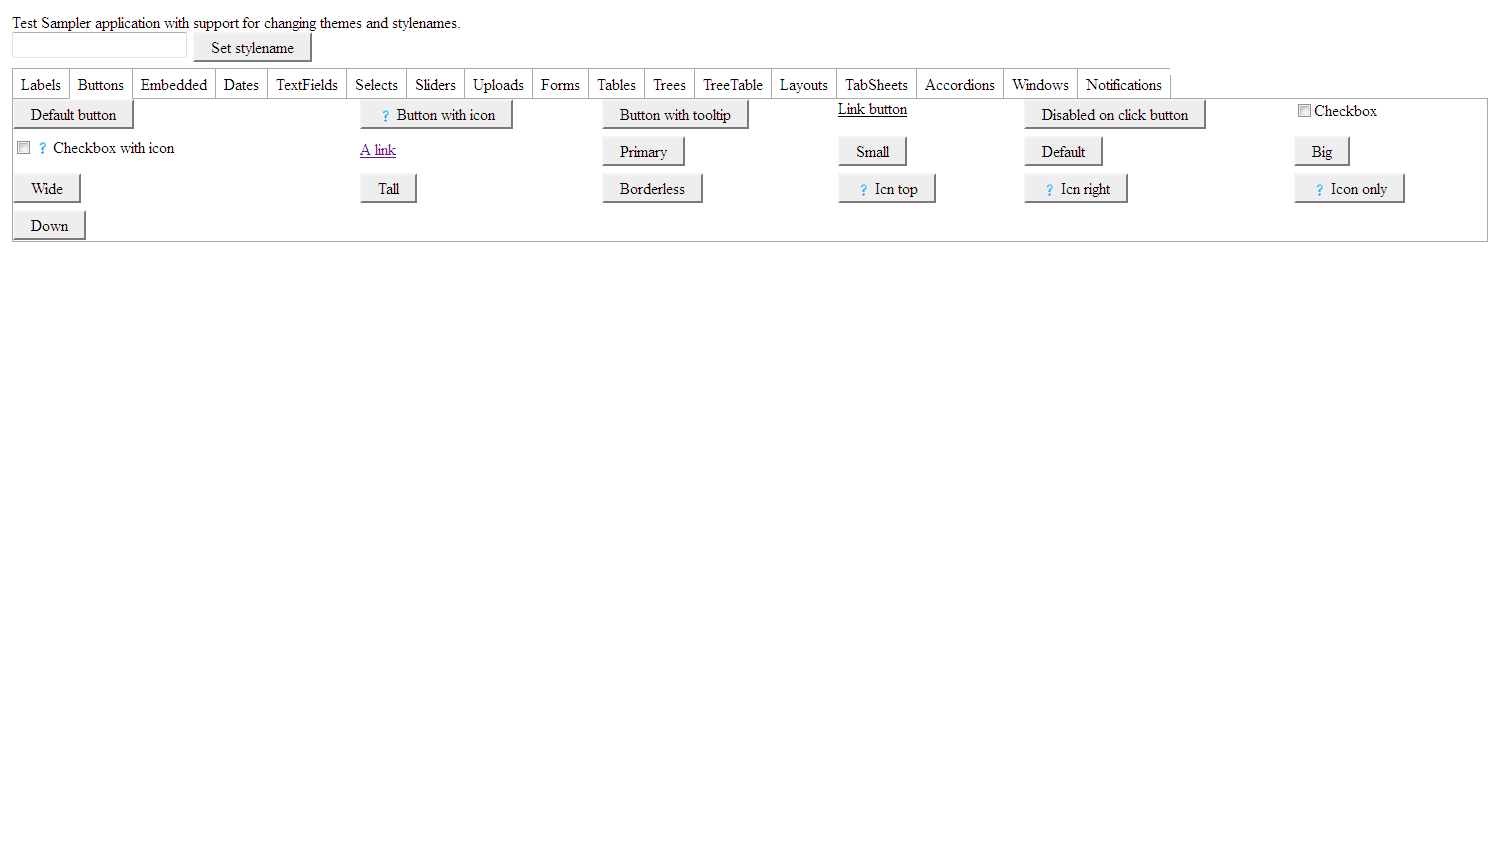 Test Sampler application with support for changing themes and stylenames.
Set stylename
Labels Buttons Embedded Dates TextFields Selects Sliders Uploads Forms Tables Trees TreeTable Layouts TabSheets Accordions Windows Notifications
Default button ? Button with icon Button with tooltip Link button Disabled on click button Checkbox
? Checkbox with icon A link Primary Small Default Big
Wide Tall Borderless ? Icn top ? Icn right ? Icon only
Down